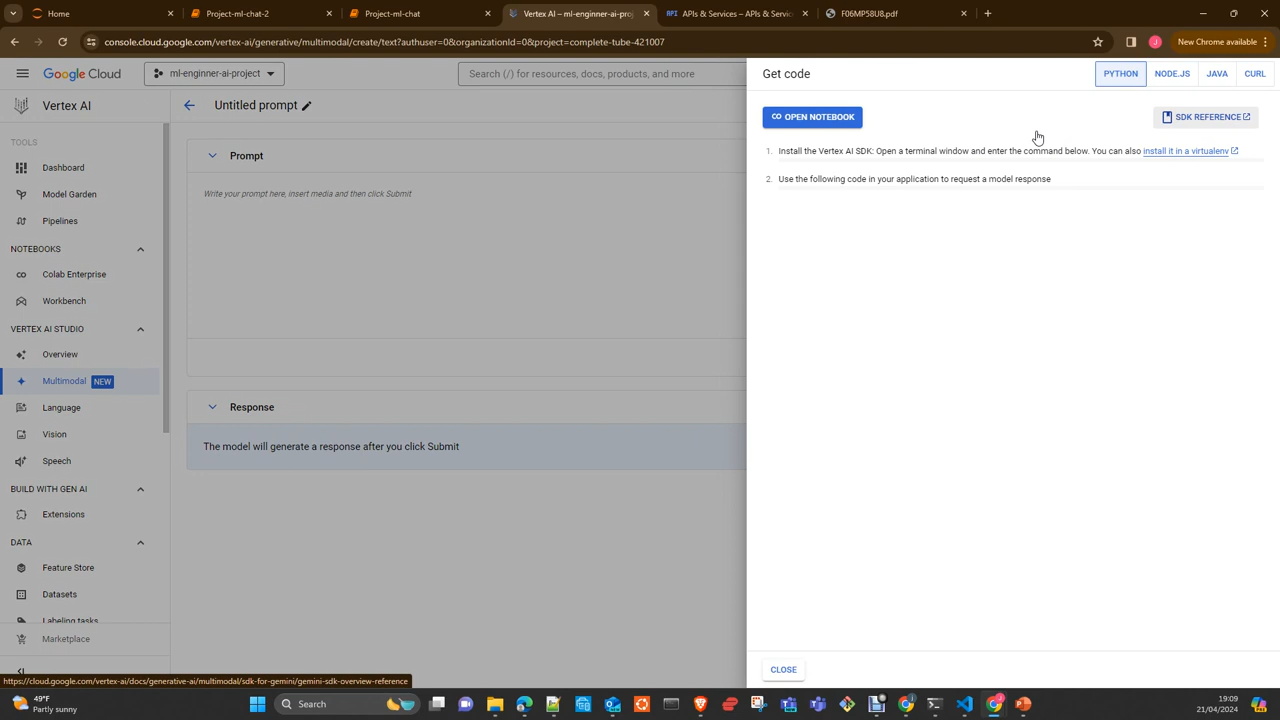 Home
Project-ml-chat-2
Project-ml-chat
Vertex AI – ml-enginner-ai-proj
APIs & Services – APIs & Service
F06MP58U8.pdf
console.cloud.google.com/vertex-ai/generative/multimodal/create/text?authuser=0&organizationId=0&project=complete-tube-421007
J
New Chrome available
Google Cloud
ml-enginner-ai-project
Search (/) for resources, docs, products, and more
Get code
PYTHON
NODE.JS
JAVA
CURL
Vertex AI
Untitled prompt
OPEN NOTEBOOK
SDK REFERENCE
TOOLS
Dashboard
Model Garden
Pipelines
NOTEBOOKS
Colab Enterprise
Workbench
VERTEX AI STUDIO
Overview
Multimodal NEW
Language
Vision
Speech
BUILD WITH GEN AI
Extensions
DATA
Feature Store
Datasets
Labeling tasks
Marketplace
Prompt
Write your prompt here, insert media and then click Submit
Response
The model will generate a response after you click Submit
1. Install the Vertex AI SDK: Open a terminal window and enter the command below. You can also install it in a virtualenv
2. Use the following code in your application to request a model response
CLOSE
https://cloud.google.com/vertex-ai/docs/generative-ai/multimodal/sdk-for-gemini/gemini-sdk-overview-reference
49°F
Partly sunny
Search
19:09
21/04/2024